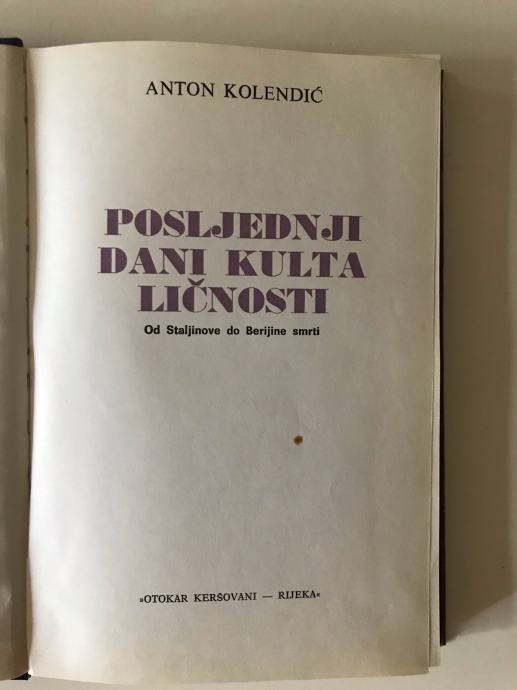 ANTON KOLENDIĆ
POSLJEDNJI
DANI KULTA
LIČNOSTI
Od Staljinove do Berijine smrti
»OTOKAR KERŠOVANI — RIJEKA«